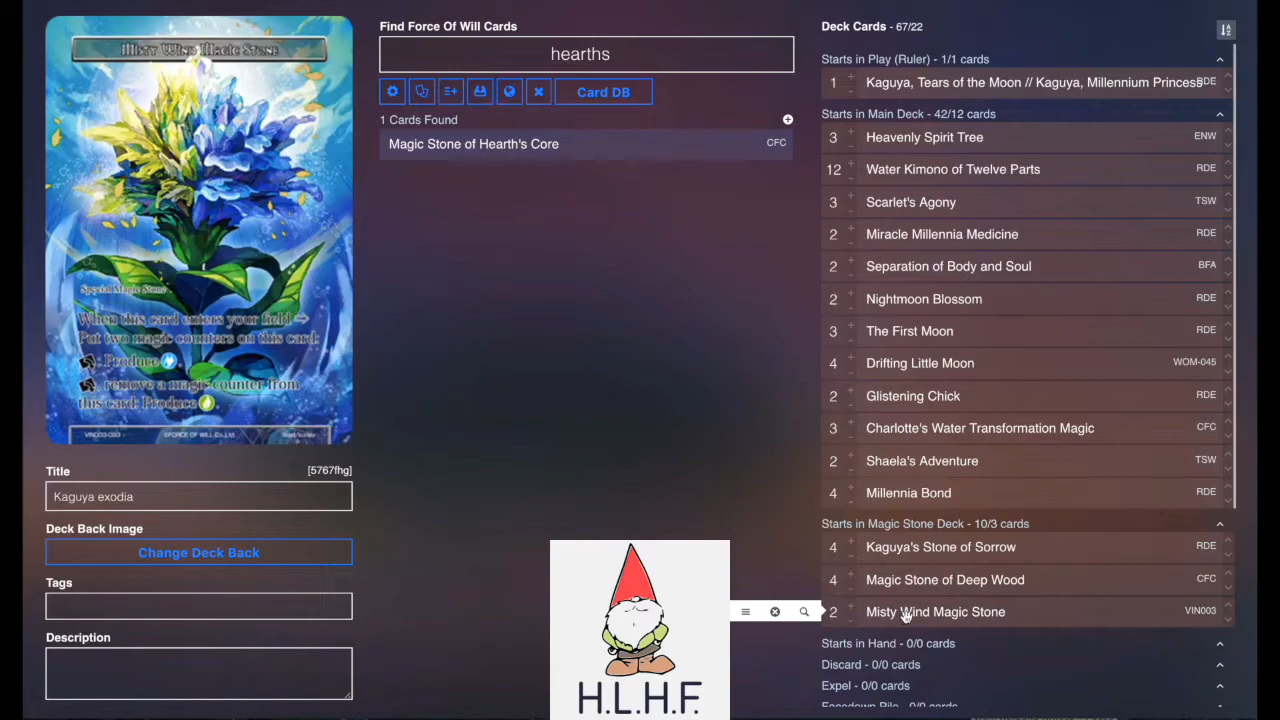 Misty Wind Magic Stone
Special Magic Stone
When this card enters your field ⇒
Put two magic counters on this card.
: Produce
, remove a magic counter from
this card: Produce
VIN003-093 ©FORCE OF WILL Co.,Ltd.
Title [5767fhg]
Kaguya exodia
Deck Back Image
Change Deck Back
Tags
Description
Find Force Of Will Cards
hearths
Card DB
1 Cards Found
Magic Stone of Hearth's Core CFC
H.L.H.F.
Deck Cards - 67/22
Starts in Play (Ruler) - 1/1 cards
1 Kaguya, Tears of the Moon // Kaguya, Millennium Princess RDE
Starts in Main Deck - 42/12 cards
3 Heavenly Spirit Tree ENW
12 Water Kimono of Twelve Parts RDE
3 Scarlet's Agony TSW
2 Miracle Millennia Medicine RDE
2 Separation of Body and Soul BFA
2 Nightmoon Blossom RDE
3 The First Moon RDE
4 Drifting Little Moon WOM-045
2 Glistening Chick RDE
3 Charlotte's Water Transformation Magic CFC
2 Shaela's Adventure TSW
4 Millennia Bond RDE
Starts in Magic Stone Deck - 10/3 cards
4 Kaguya's Stone of Sorrow RDE
4 Magic Stone of Deep Wood CFC
2 Misty Wind Magic Stone VIN003
Starts in Hand - 0/0 cards
Discard - 0/0 cards
Expel - 0/0 cards
Facedown Pile - 0/0 cards